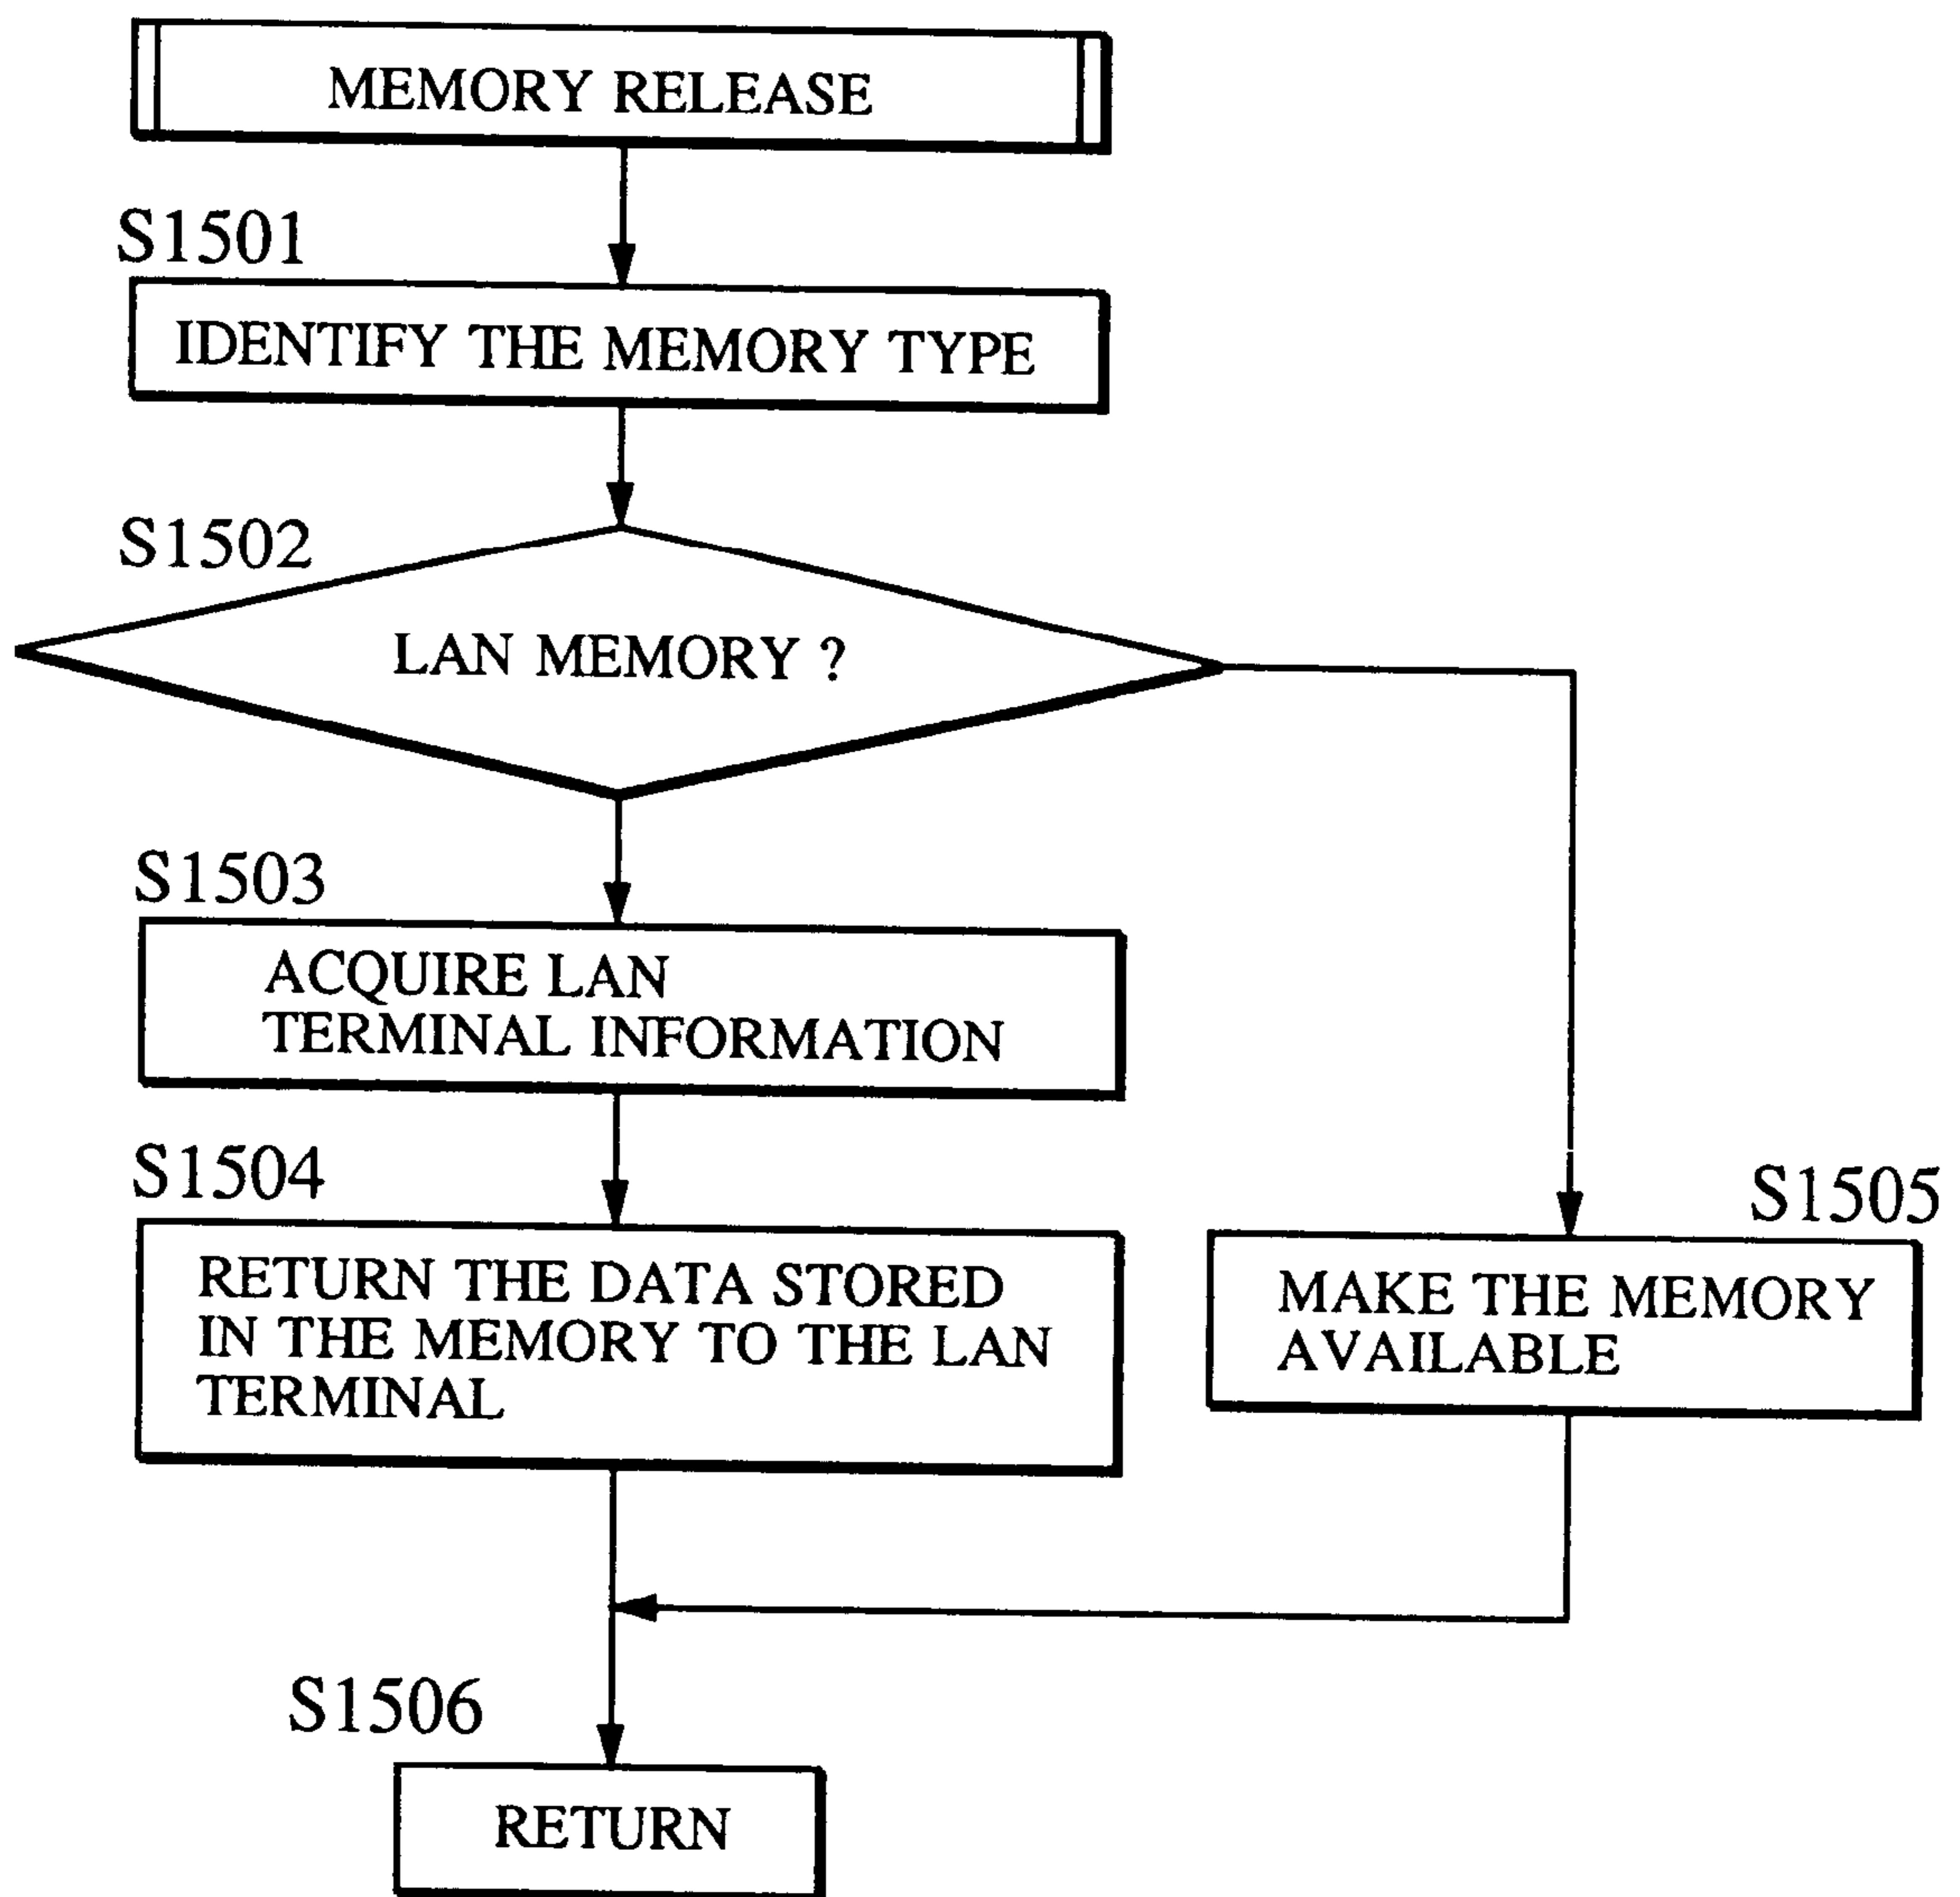 MEMORY RELEASE
S1501
IDENTIFY THE MEMORY TYPE
S1502
LAN MEMORY ?
S1503
ACQUIRE LAN
TERMINAL INFORMATION
S1504
RETURN THE DATA STORED
IN THE MEMORY TO THE LAN
TERMINAL
S1505
MAKE THE MEMORY
AVAILABLE
S1506
RETURN